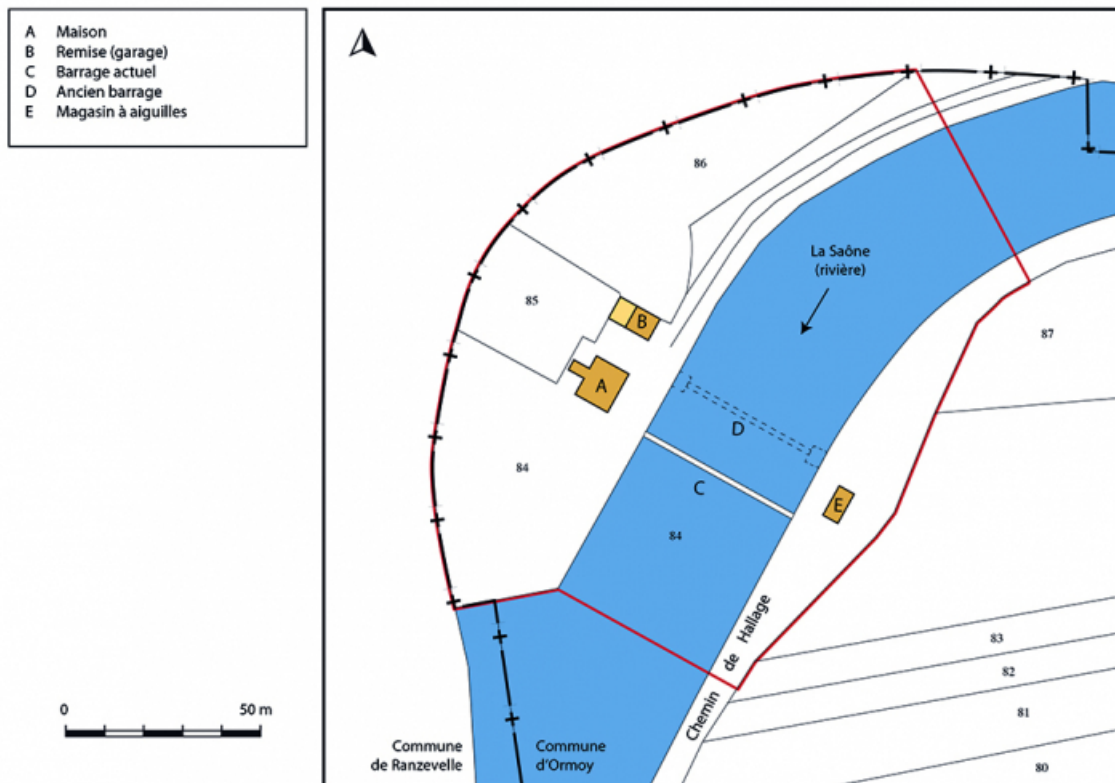 A Maison
B Remise (garage)
C Barrage actuel
D Ancien barrage
E Magasin à aiguilles
86
La Saône
(rivière)
85
B
87
A
D
84
C
E
84
Chemin de Hallage
83
82
81
80
0 50 m
Commune
de Ranzevelle
Commune
d'Ormoy